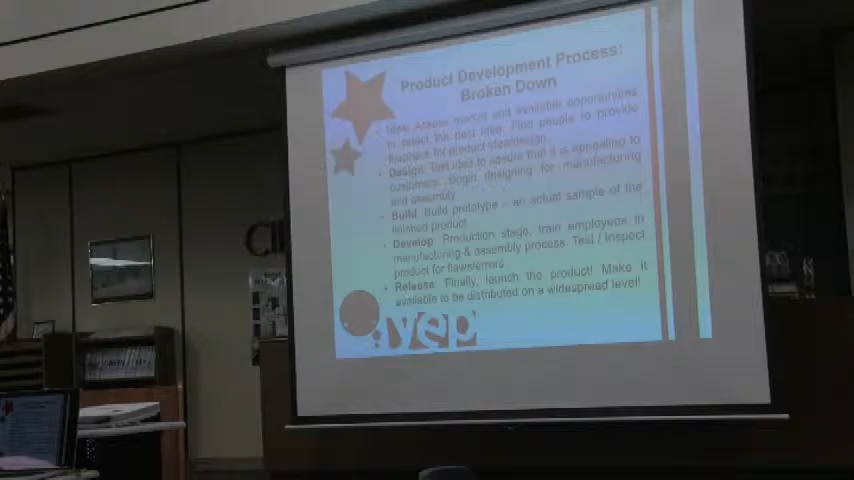 Product Development Process:
Broken Down
• Idea: Assess market and available opportunities
to select the best idea. Find people to provide
feedback for product idea/design
• Design: Test idea to assure that it is appealing to
customers, begin designing for manufacturing
and assembly
• Build: Build prototype – an actual sample of the
finished product
• Develop: Production stage, train employees in
manufacturing & assembly process. Test / Inspect
product for flaws/errors
• Release: Finally, launch the product! Make it
available to be distributed on a widespread level!
yep